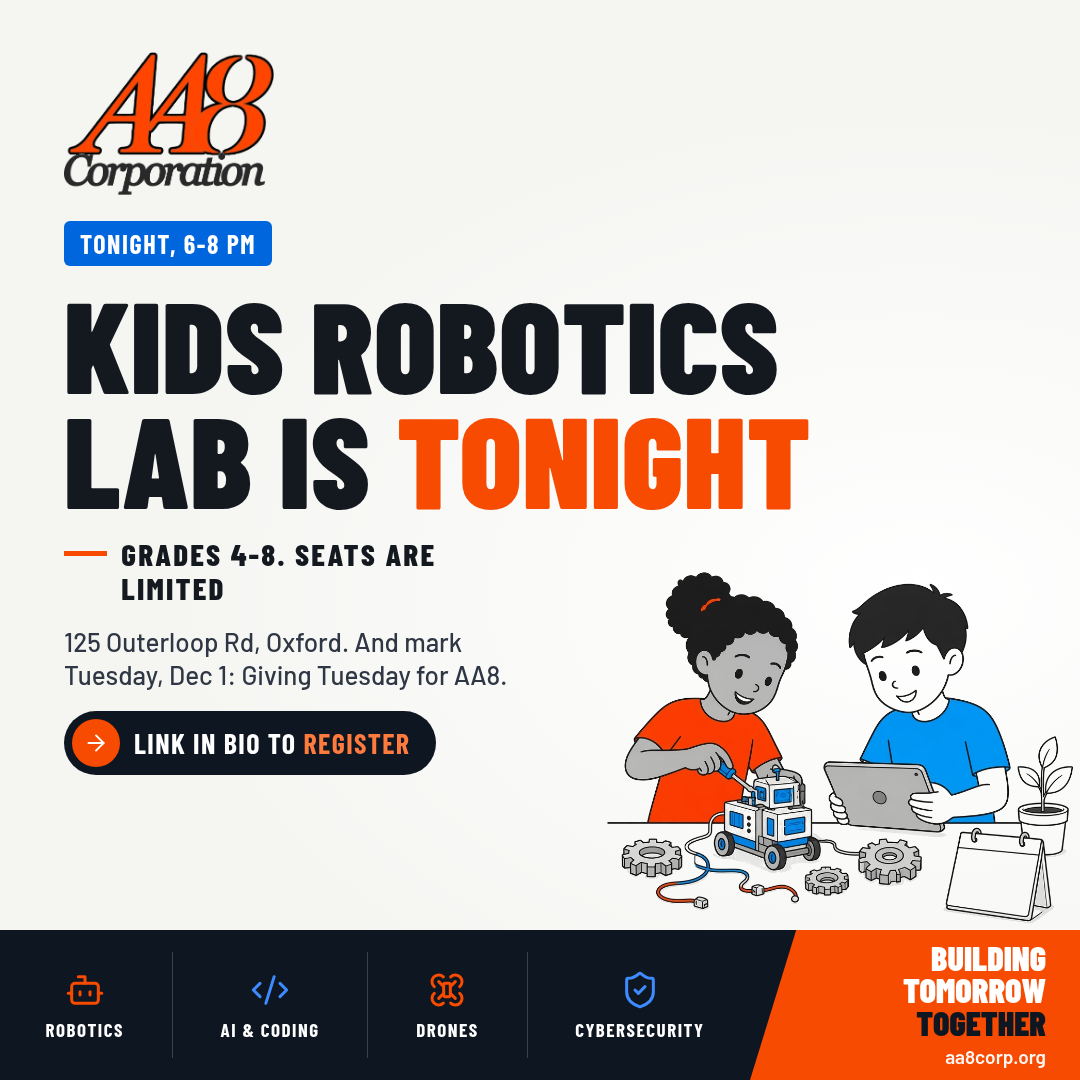 AA8
Corporation
TONIGHT, 6-8 PM
KIDS ROBOTICS
LAB IS TONIGHT
GRADES 4-8. SEATS ARE
LIMITED
125 Outerloop Rd, Oxford. And mark
Tuesday, Dec 1: Giving Tuesday for AA8.
LINK IN BIO TO REGISTER
ROBOTICS
AI & CODING
DRONES
CYBERSECURITY
BUILDING
TOMORROW
TOGETHER
aa8corp.org